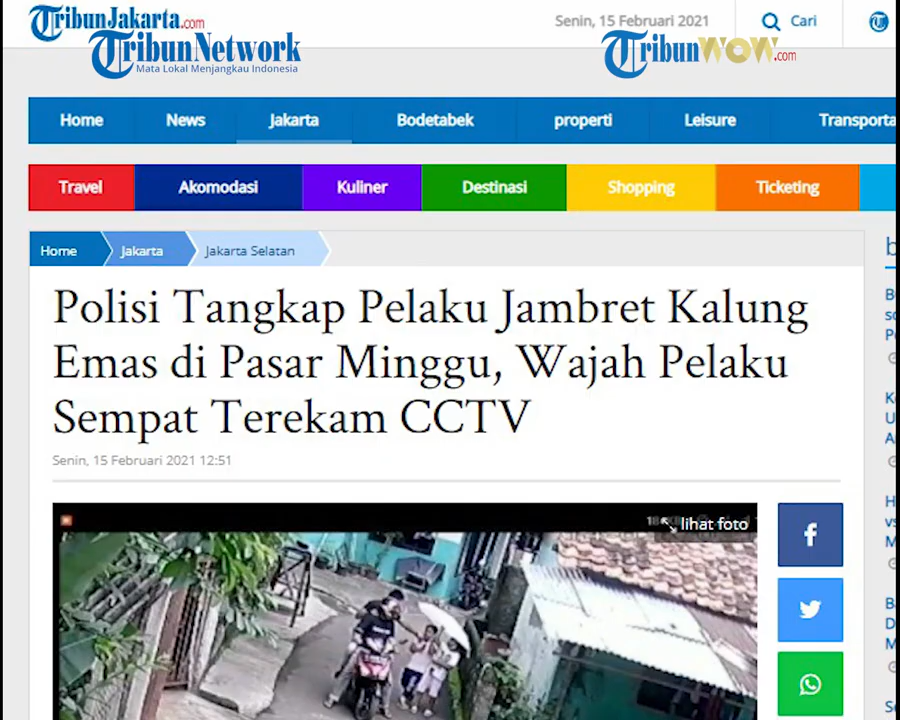 TribunJakarta.com
Senin, 15 Februari 2021
Cari
TribunNetwork
Mata Lokal Menjangkau Indonesia
TribunWOW.com
Home News Jakarta Bodetabek properti Leisure Transporta
Travel Akomodasi Kuliner Destinasi Shopping Ticketing
Home Jakarta Jakarta Selatan
Polisi Tangkap Pelaku Jambret Kalung
Emas di Pasar Minggu, Wajah Pelaku
Sempat Terekam CCTV
Senin, 15 Februari 2021 12:51
lihat foto